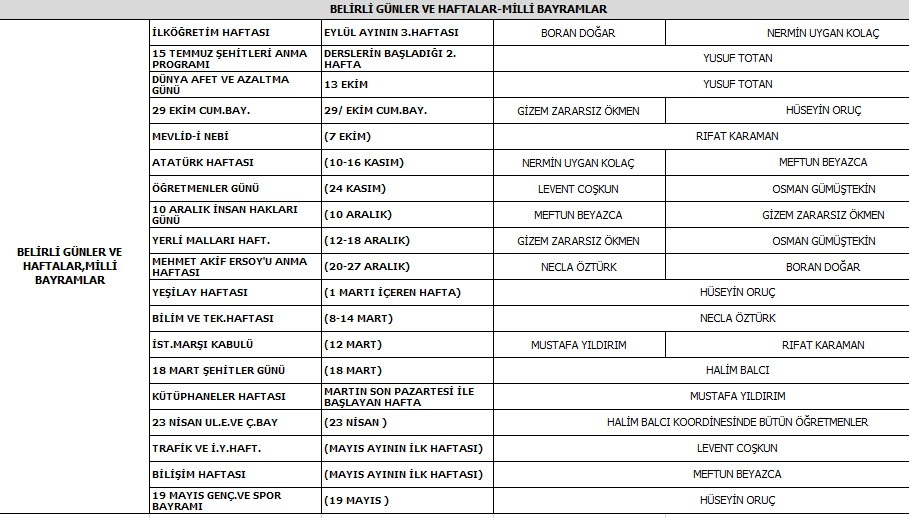 BELİRLİ GÜNLER VE HAFTALAR-MİLLİ BAYRAMLAR
BELİRLİ GÜNLER VE
HAFTALAR,MİLLİ
BAYRAMLAR
İLKÖĞRETİM HAFTASI EYLÜL AYININ 3.HAFTASI BORAN DOĞAR NERMİN UYGAN KOLAÇ
15 TEMMUZ ŞEHİTLERİ ANMA
PROGRAMI
DERSLERİN BAŞLADIĞI 2.
HAFTA
YUSUF TOTAN
DÜNYA AFET VE AZALTMA
GÜNÜ
13 EKİM YUSUF TOTAN
29 EKİM CUM.BAY. 29/ EKİM CUM.BAY. GİZEM ZARARSIZ ÖKMEN HÜSEYİN ORUÇ
MEVLİD-İ NEBİ (7 EKİM) RIFAT KARAMAN
ATATÜRK HAFTASI (10-16 KASIM) NERMİN UYGAN KOLAÇ MEFTUN BEYAZCA
ÖĞRETMENLER GÜNÜ (24 KASIM) LEVENT COŞKUN OSMAN GÜMÜŞTEKİN
10 ARALIK İNSAN HAKLARI
GÜNÜ
(10 ARALIK) MEFTUN BEYAZCA GİZEM ZARARSIZ ÖKMEN
YERLİ MALLARI HAFT. (12-18 ARALIK) GİZEM ZARARSIZ ÖKMEN OSMAN GÜMÜŞTEKİN
MEHMET AKİF ERSOY'U ANMA
HAFTASI
(20-27 ARALIK) NECLA ÖZTÜRK BORAN DOĞAR
YEŞİLAY HAFTASI (1 MARTI İÇEREN HAFTA) HÜSEYİN ORUÇ
BİLİM VE TEK.HAFTASI (8-14 MART) NECLA ÖZTÜRK
İST.MARŞI KABULÜ (12 MART) MUSTAFA YILDIRIM RIFAT KARAMAN
18 MART ŞEHİTLER GÜNÜ (18 MART) HALİM BALCI
KÜTÜPHANELER HAFTASI
MARTIN SON PAZARTESİ İLE
BAŞLAYAN HAFTA
MUSTAFA YILDIRIM
23 NİSAN UL.E.VE Ç.BAY (23 NİSAN ) HALİM BALCI KOORDİNESİNDE BÜTÜN ÖĞRETMENLER
TRAFİK VE İ.Y.HAFT. (MAYIS AYININ İLK HAFTASI) LEVENT COŞKUN
BİLİŞİM HAFTASI (MAYIS AYININ İLK HAFTASI) MEFTUN BEYAZCA
19 MAYIS GENÇ.VE SPOR
BAYRAMI
(19 MAYIS ) HÜSEYİN ORUÇ